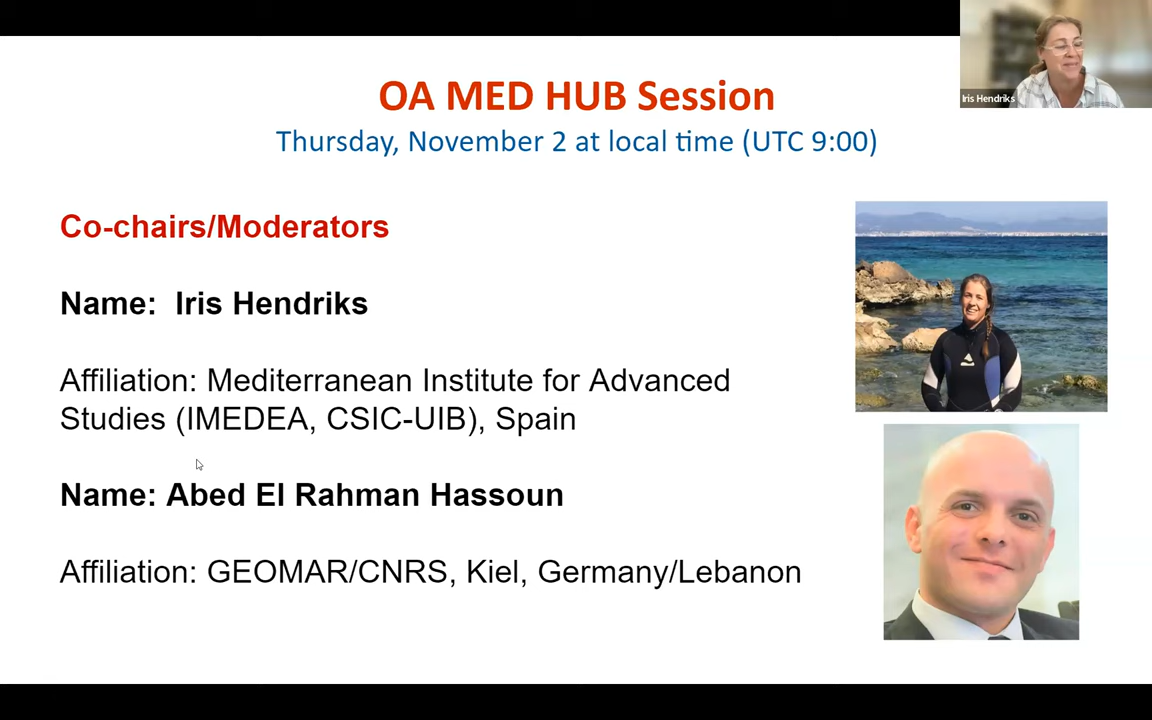 OA MED HUB Session
Thursday, November 2 at local time (UTC 9:00)
Iris Hendriks
Co-chairs/Moderators
Name: Iris Hendriks
Affiliation: Mediterranean Institute for Advanced
Studies (IMEDEA, CSIC-UIB), Spain
Name: Abed El Rahman Hassoun
Affiliation: GEOMAR/CNRS, Kiel, Germany/Lebanon